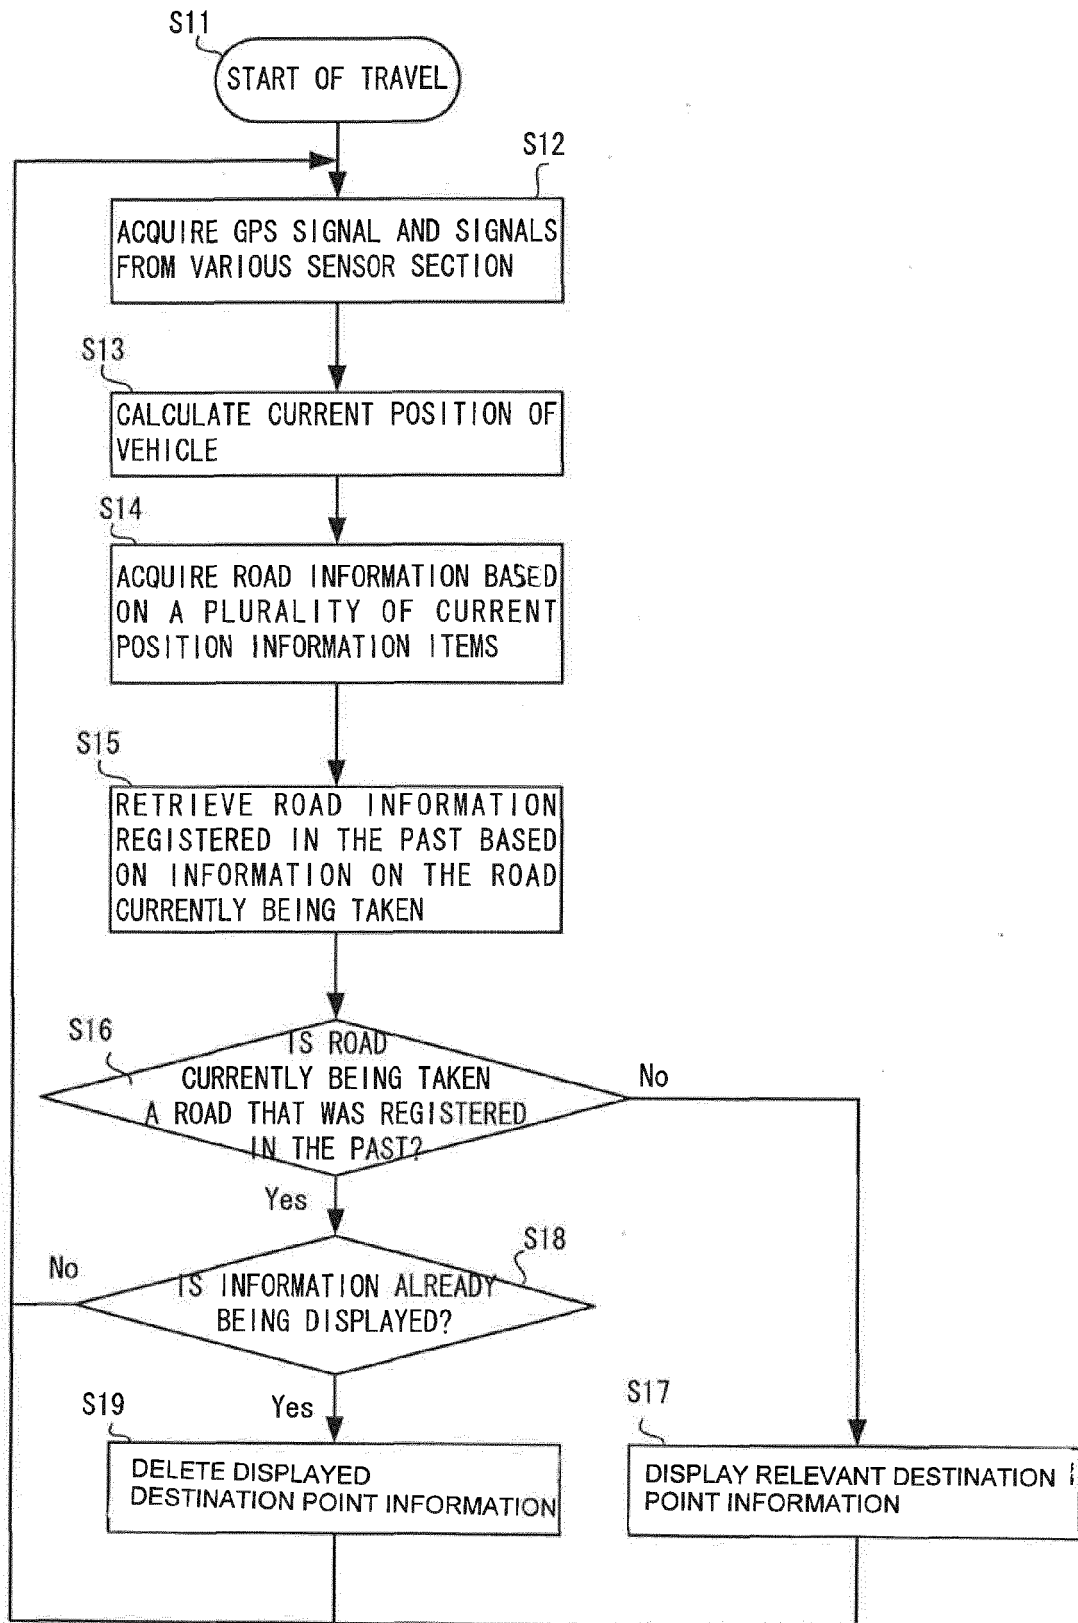 S11
START OF TRAVEL
S12
ACQUIRE GPS SIGNAL AND SIGNALS
FROM VARIOUS SENSOR SECTION
S13
CALCULATE CURRENT POSITION OF
VEHICLE
S14
ACQUIRE ROAD INFORMATION BASED
ON A PLURALITY OF CURRENT
POSITION INFORMATION ITEMS
S15
RETRIEVE ROAD INFORMATION
REGISTERED IN THE PAST BASED
ON INFORMATION ON THE ROAD
CURRENTLY BEING TAKEN
S16
IS ROAD
CURRENTLY BEING TAKEN
A ROAD THAT WAS REGISTERED
IN THE PAST?
No
Yes
S18
No
IS INFORMATION ALREADY
BEING DISPLAYED?
Yes
S19
DELETE DISPLAYED
DESTINATION POINT INFORMATION
S17
DISPLAY RELEVANT DESTINATION
POINT INFORMATION